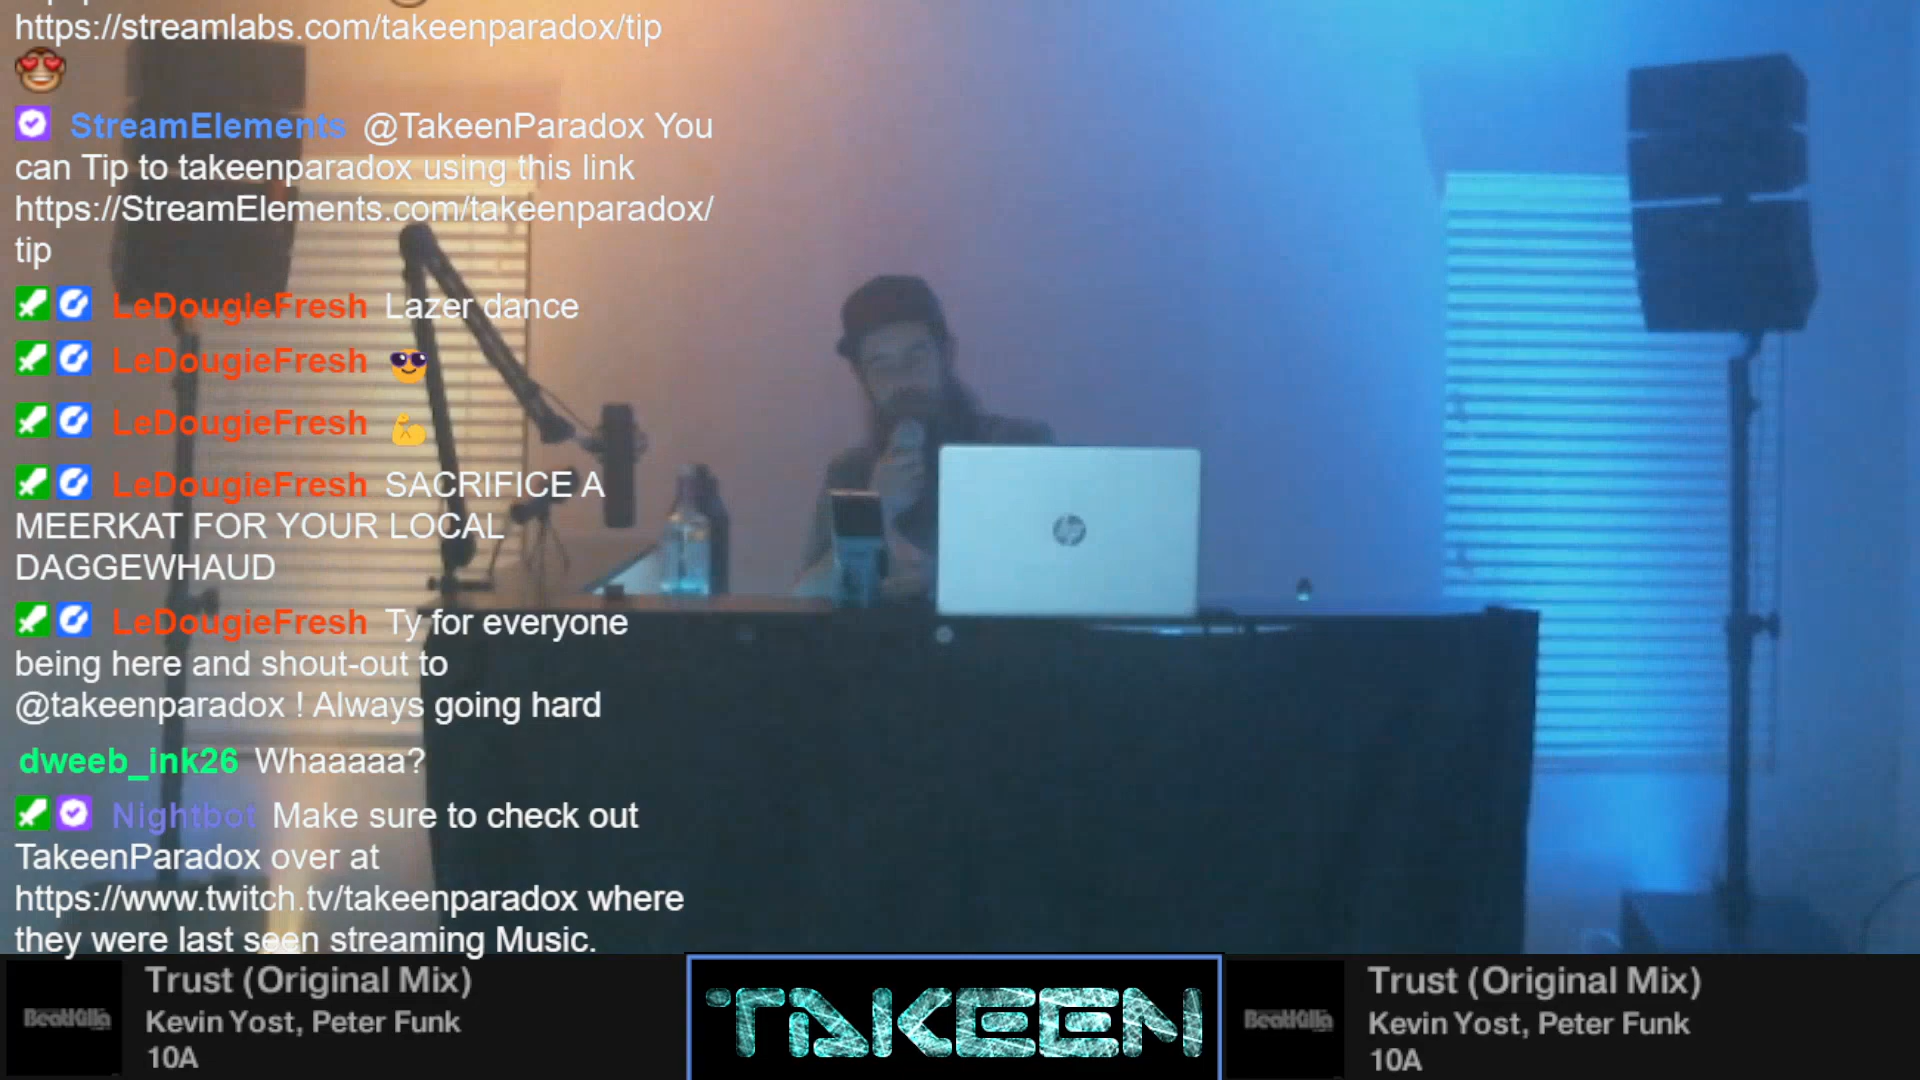 https://streamlabs.com/takeenparadox/tip
StreamElements @TakeenParadox You
can Tip to takeenparadox using this link
https://StreamElements.com/takeenparadox/
tip
LeDougieFresh Lazer dance
LeDougieFresh
LeDougieFresh
LeDougieFresh SACRIFICE A
MEERKAT FOR YOUR LOCAL
DAGGEWHAUD
LeDougieFresh Ty for everyone
being here and shout-out to
@takeenparadox ! Always going hard
dweeb_ink26 Whaaaaa?
Nightbot Make sure to check out
TakeenParadox over at
https://www.twitch.tv/takeenparadox where
they were last seen streaming Music.
hp
BeatKilla
Trust (Original Mix)
Kevin Yost, Peter Funk
10A
TAKEEN
BeatKilla
Trust (Original Mix)
Kevin Yost, Peter Funk
10A